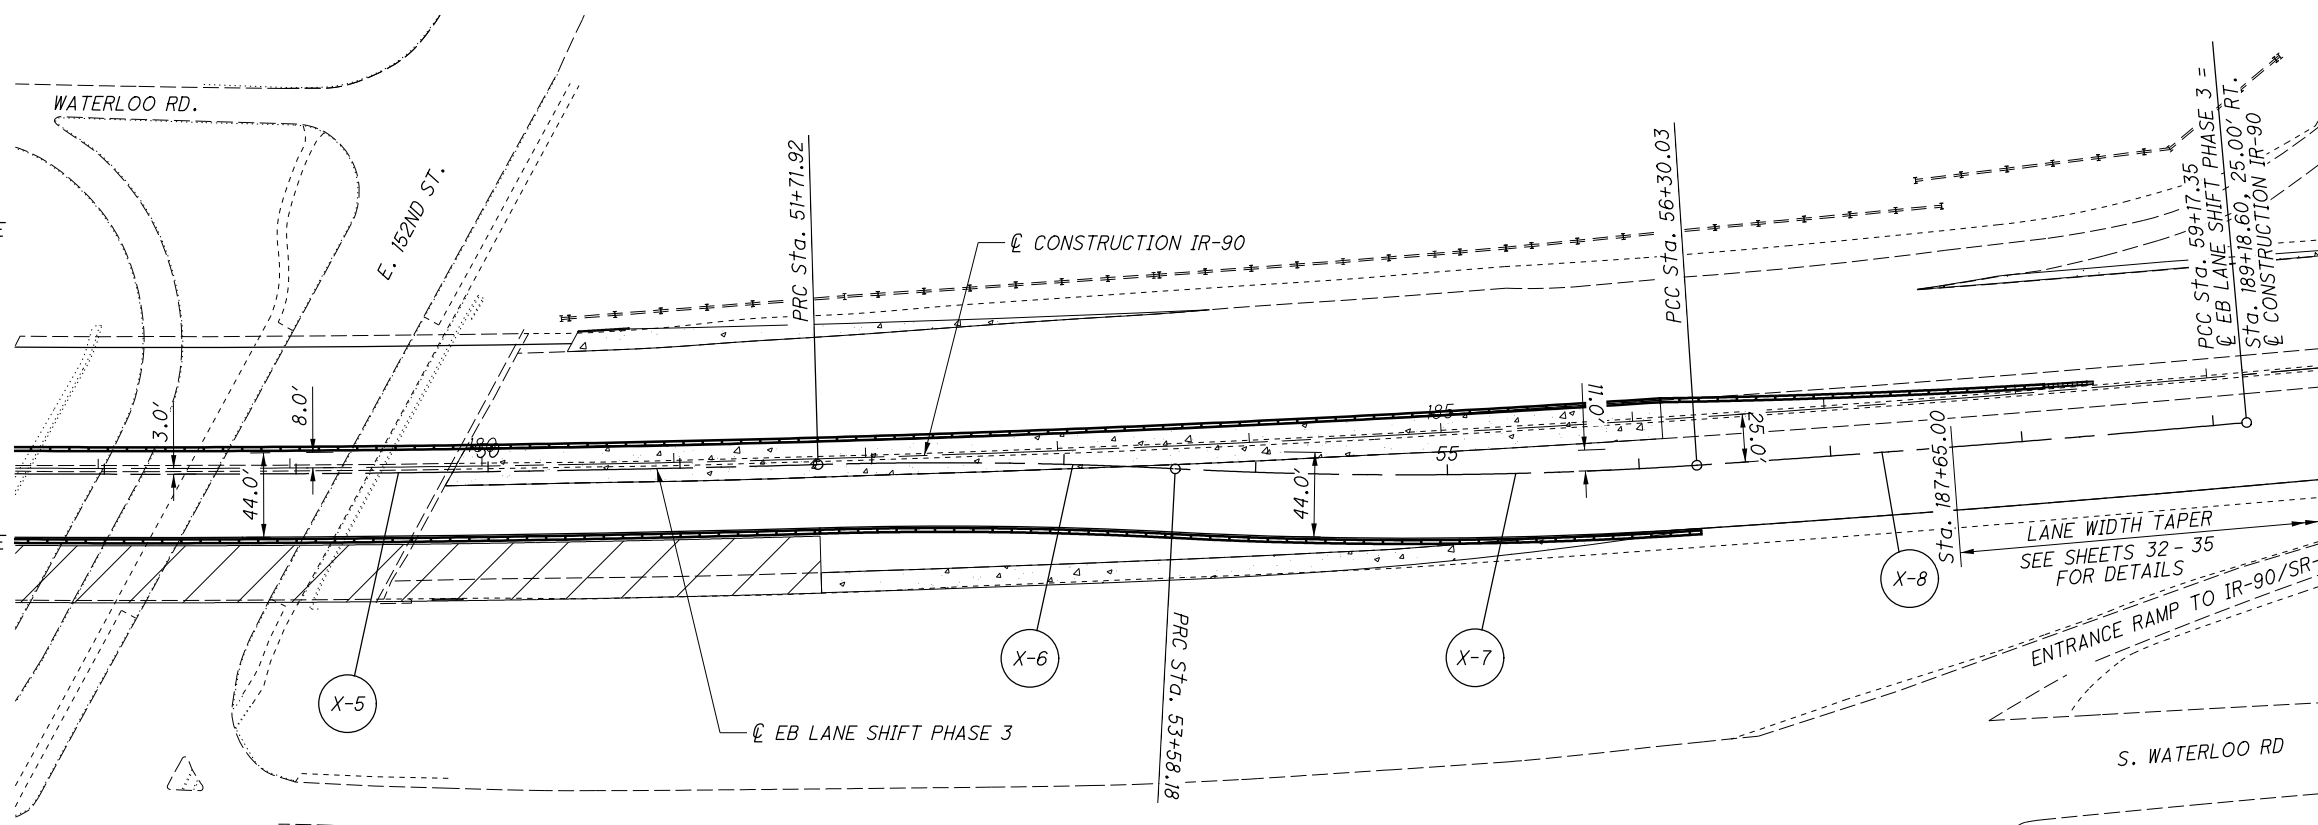 WATERLOO RD.
E. 152ND ST.
PRC Sta. 51+71.92
℄ CONSTRUCTION IR-90
PCC Sta. 56+30.03
PCC Sta. 59+17.35
℄ EB LANE SHIFT PHASE 3 =
Sta. 189+18.60, 25.00' RT.
℄ CONSTRUCTION IR-90
3.0'
8.0'
44.0'
180
185
11.0'
55
25.0'
44.0'
Sta. 187+65.00
LANE WIDTH TAPER
SEE SHEETS 32 - 35
FOR DETAILS
X-5
X-6
X-7
X-8
PRC Sta. 53+58.18
℄ EB LANE SHIFT PHASE 3
ENTRANCE RAMP TO IR-90/SR-
S. WATERLOO RD